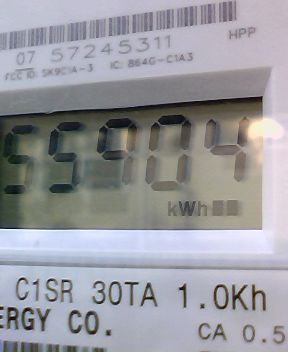 HPP
07 57245311
FCC ID: SK9C1A-3 IC: 864G-C1A3
55904
kWh
C1SR 30TA 1.0Kh
ERGY CO.
CA 0.5